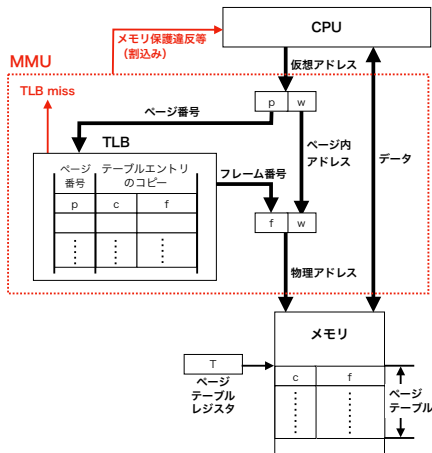 CPU
メモリ保護違反等
(割込み)
MMU
仮想アドレス
TLB miss
p w
ページ番号
TLB
ページ内
アドレス
データ
ページ
番号
テーブルエントリ
のコピー
フレーム番号
p c f
f w
物理アドレス
メモリ
T
ページ
テーブル
レジスタ
c f
ページ
テーブル